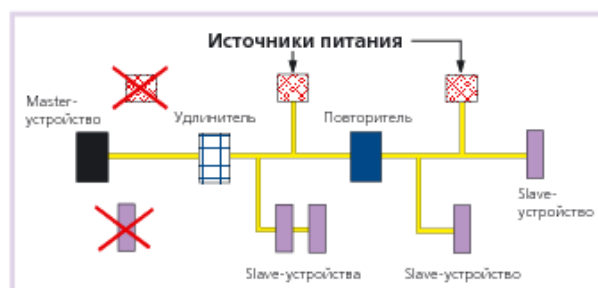 Источники питания
Master-
устройство
Удлинитель
Повторитель
Slave-
устройство
Slave-устройства
Slave-устройство